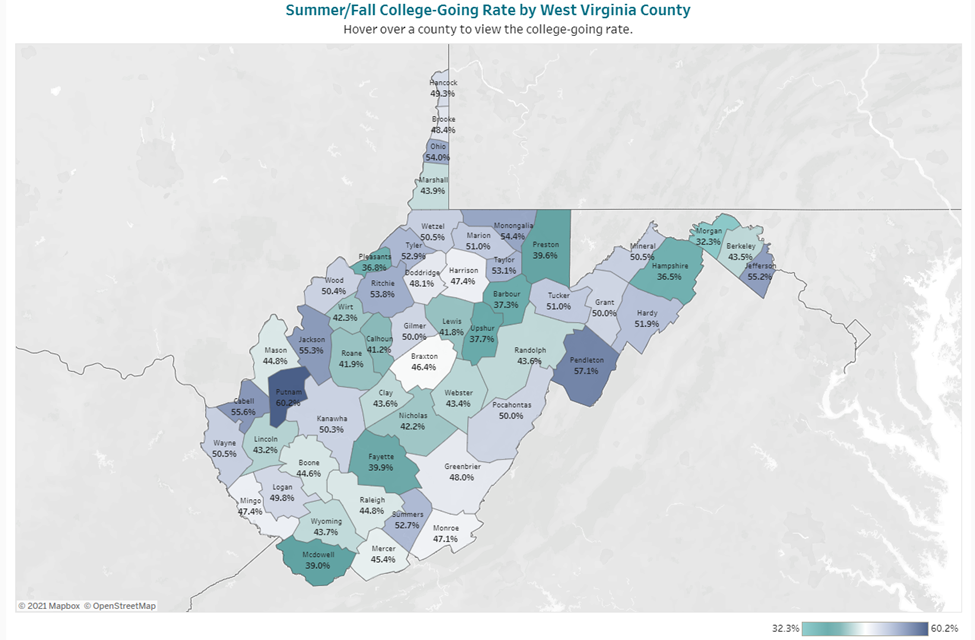 Summer/Fall College-Going Rate by West Virginia County
Hover over a county to view the college-going rate.
Hancock
49.3%
Brooke
48.4%
Ohio
54.0%
Marshall
43.9%
Wetzel
50.5%
Monongalia
54.4%
Marion
51.0%
Preston
39.6%
Morgan
32.3%
Berkeley
43.5%
Jefferson
55.2%
Mineral
50.5%
Hampshire
36.5%
Tyler
52.9%
Pleasants
36.8%
Doddridge
48.1%
Harrison
47.4%
Taylor
53.1%
Wood
50.4%
Ritchie
53.8%
Barbour
37.3%
Tucker
51.0%
Grant
50.0%
Hardy
51.9%
Wirt
42.3%
Gilmer
50.0%
Lewis
41.8%
Upshur
37.7%
Jackson
55.3%
Calhoun
41.2%
Roane
41.9%
Mason
44.8%
Braxton
46.4%
Randolph
43.6%
Pendleton
57.1%
Putnam
60.2%
Cabell
55.6%
Clay
43.6%
Webster
43.4%
Pocahontas
50.0%
Kanawha
50.3%
Nicholas
42.2%
Wayne
50.5%
Lincoln
43.2%
Boone
44.6%
Fayette
39.9%
Greenbrier
48.0%
Logan
49.8%
Mingo
47.4%
Raleigh
44.8%
Summers
52.7%
Wyoming
43.7%
Monroe
47.1%
Mercer
45.4%
Mcdowell
39.0%
© 2021 Mapbox © OpenStreetMap
32.3% 60.2%